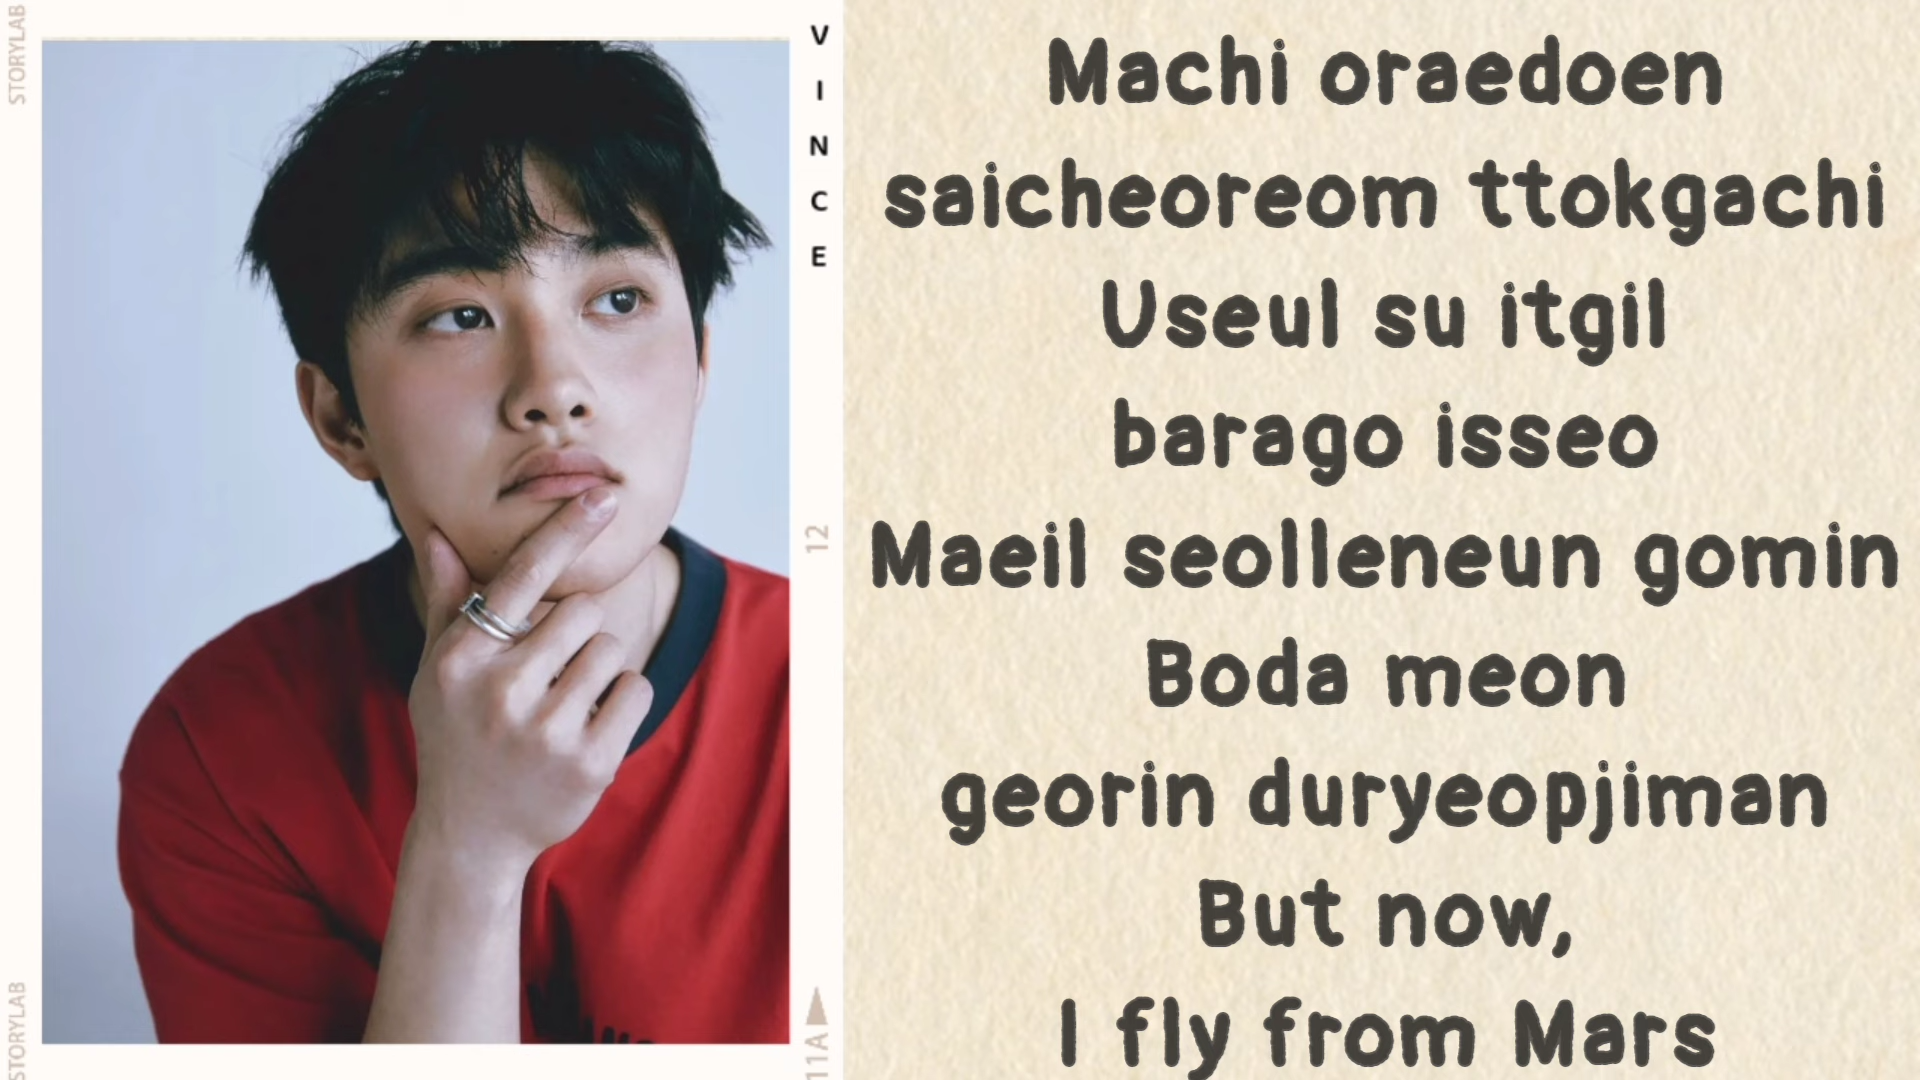 STORYLAB
STORYLAB
VINCE
12
11A
Machi oraedoen
saicheoreom ttokgachi
Useul su itgil
barago isseo
Maeil seolleneun gomin
Boda meon
georin duryeopjiman
But now,
I fly from Mars